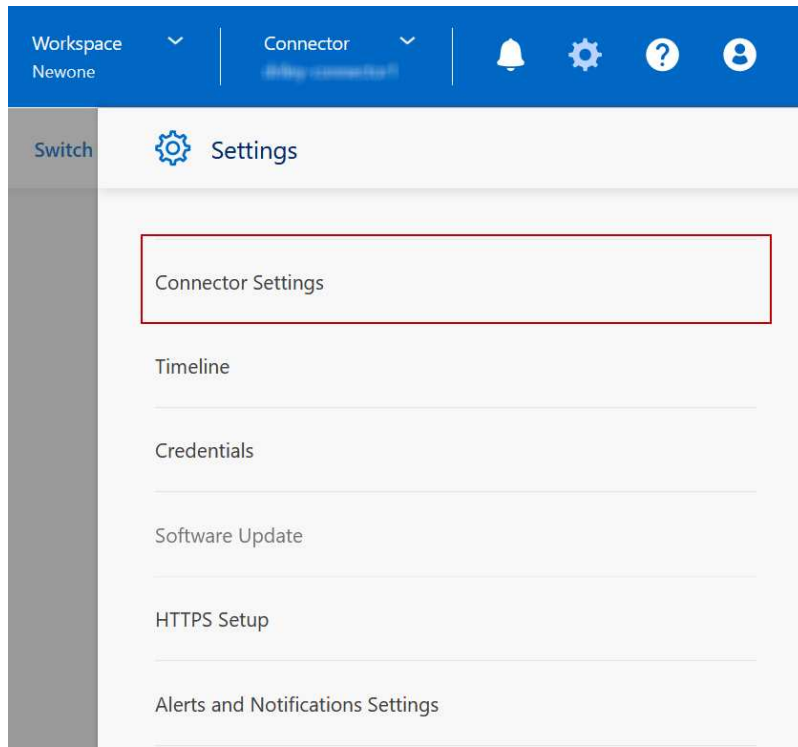 Workspace
Newone
Connector
Switch
Settings
Connector Settings
Timeline
Credentials
Software Update
HTTPS Setup
Alerts and Notifications Settings